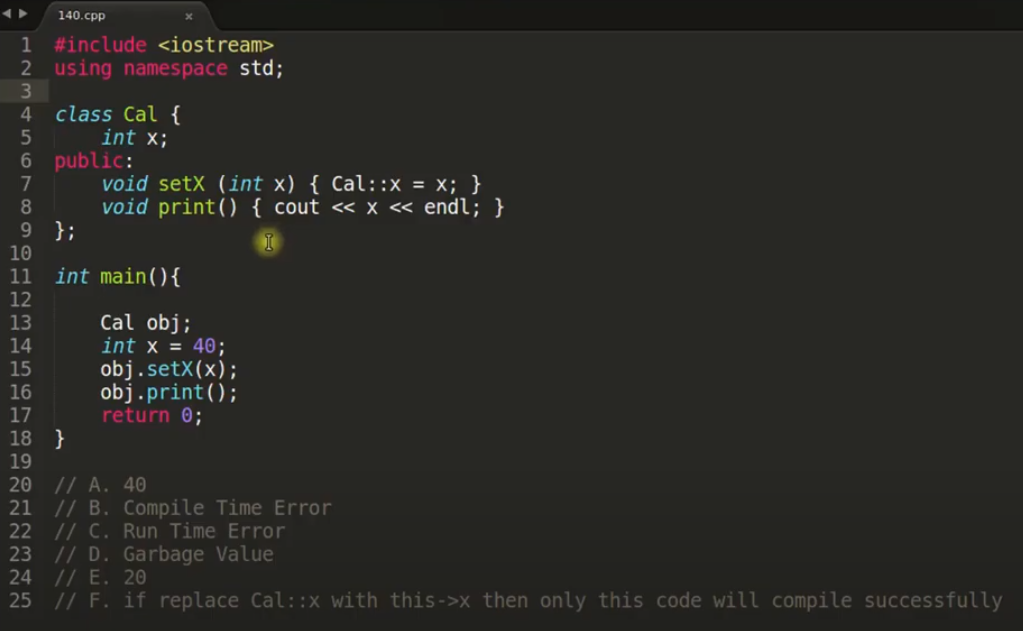 140.cpp
1 #include <iostream>
2 using namespace std;
3
4 class Cal {
5     int x;
6 public:
7     void setX (int x) { Cal::x = x; }
8     void print() { cout << x << endl; }
9 };
10
11 int main(){
12
13     Cal obj;
14     int x = 40;
15     obj.setX(x);
16     obj.print();
17     return 0;
18 }
19
20 // A. 40
21 // B. Compile Time Error
22 // C. Run Time Error
23 // D. Garbage Value
24 // E. 20
25 // F. if replace Cal::x with this->x then only this code will compile successfully